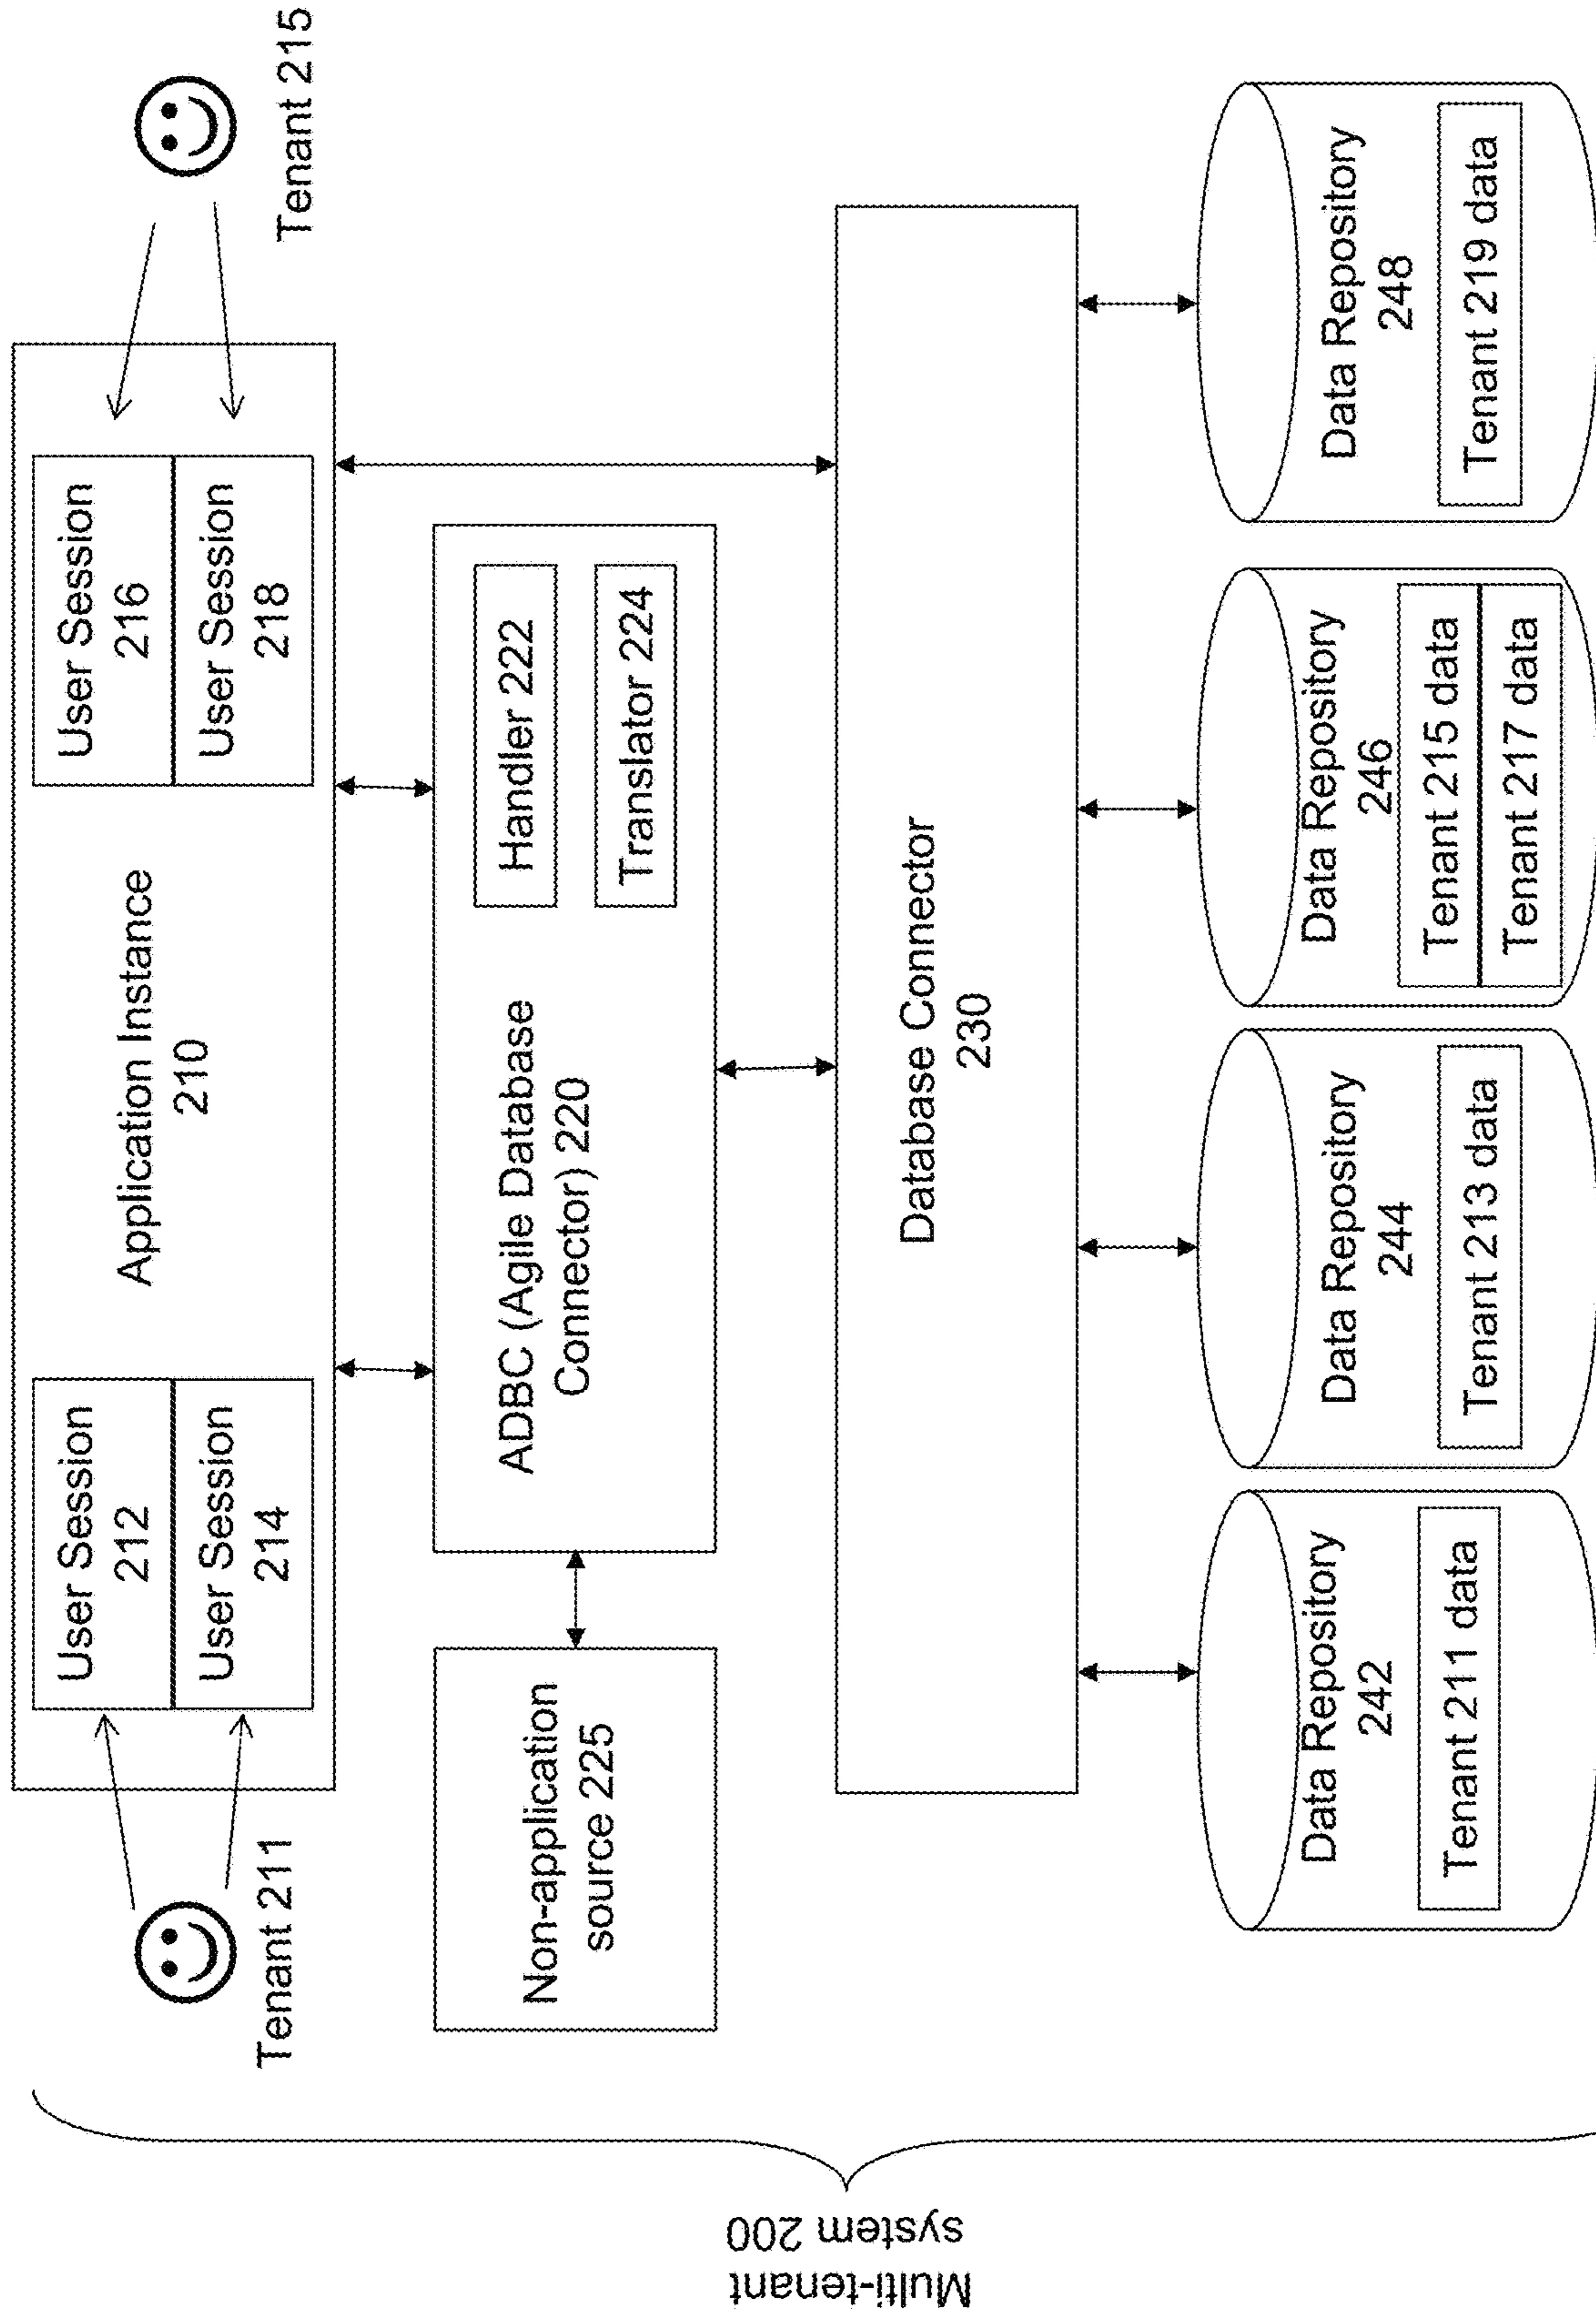 Multi-tenant
system 200
Tenant 211
User Session
212
User Session
214
Application Instance
210
User Session
216
User Session
218
Tenant 215
Non-application
source 225
ADBC (Agile Database
Connector) 220
Handler 222
Translator 224
Database Connector
230
Data Repository
242
Tenant 211 data
Data Repository
244
Tenant 213 data
Data Repository
246
Tenant 215 data
Tenant 217 data
Data Repository
248
Tenant 219 data